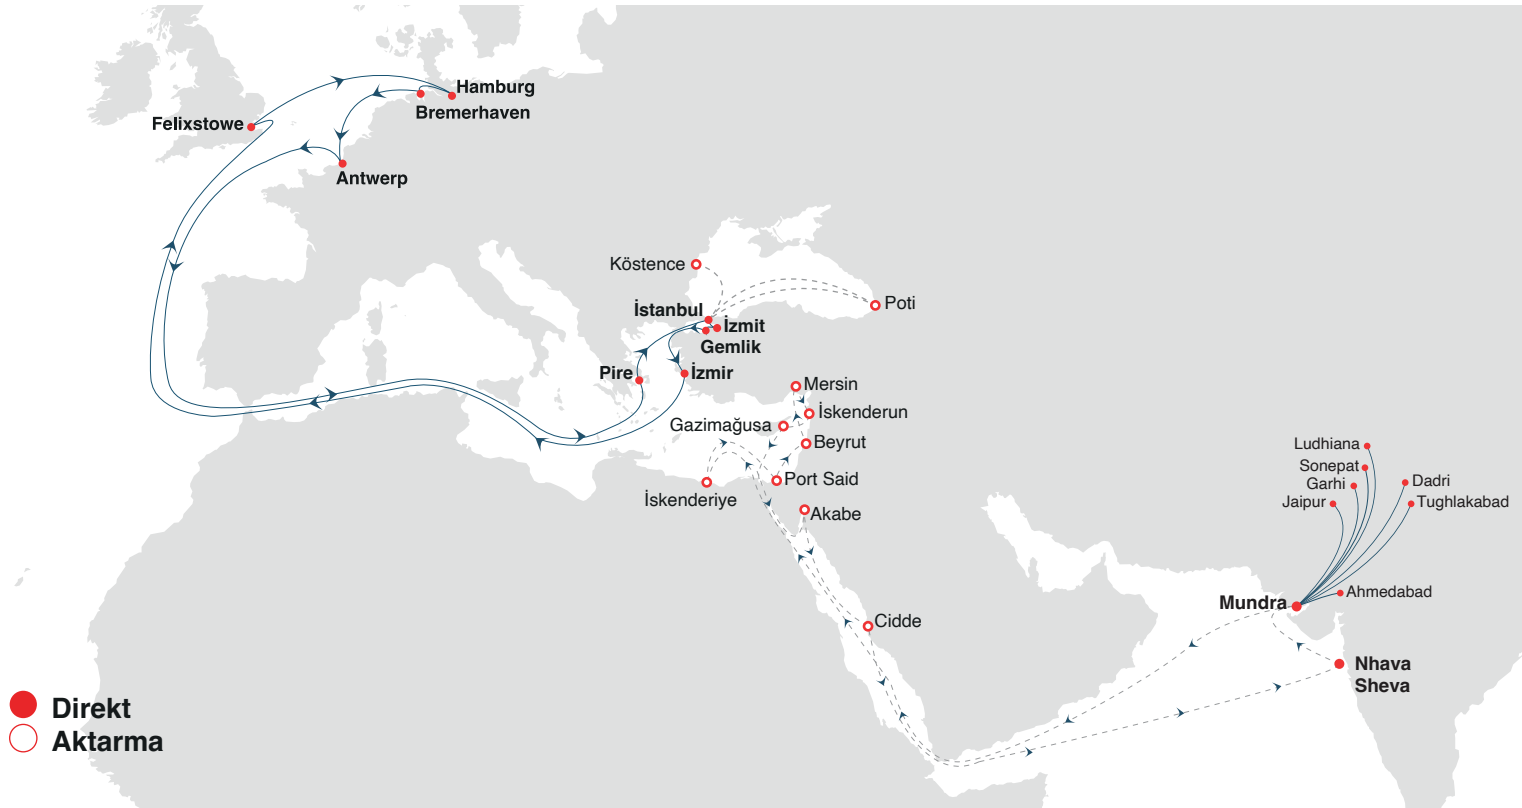 Hamburg
Bremerhaven
Felixstowe
Antwerp
Köstence
İstanbul
Poti
İzmit
Gemlik
Pire
İzmir
Mersin
İskenderun
Gazimağusa
Beyrut
Port Said
İskenderiye
Akabe
Ludhiana
Sonepat
Garhi
Dadri
Jaipur
Tughlakabad
Ahmedabad
Mundra
Cidde
Nhava
Sheva
Direkt
Aktarma